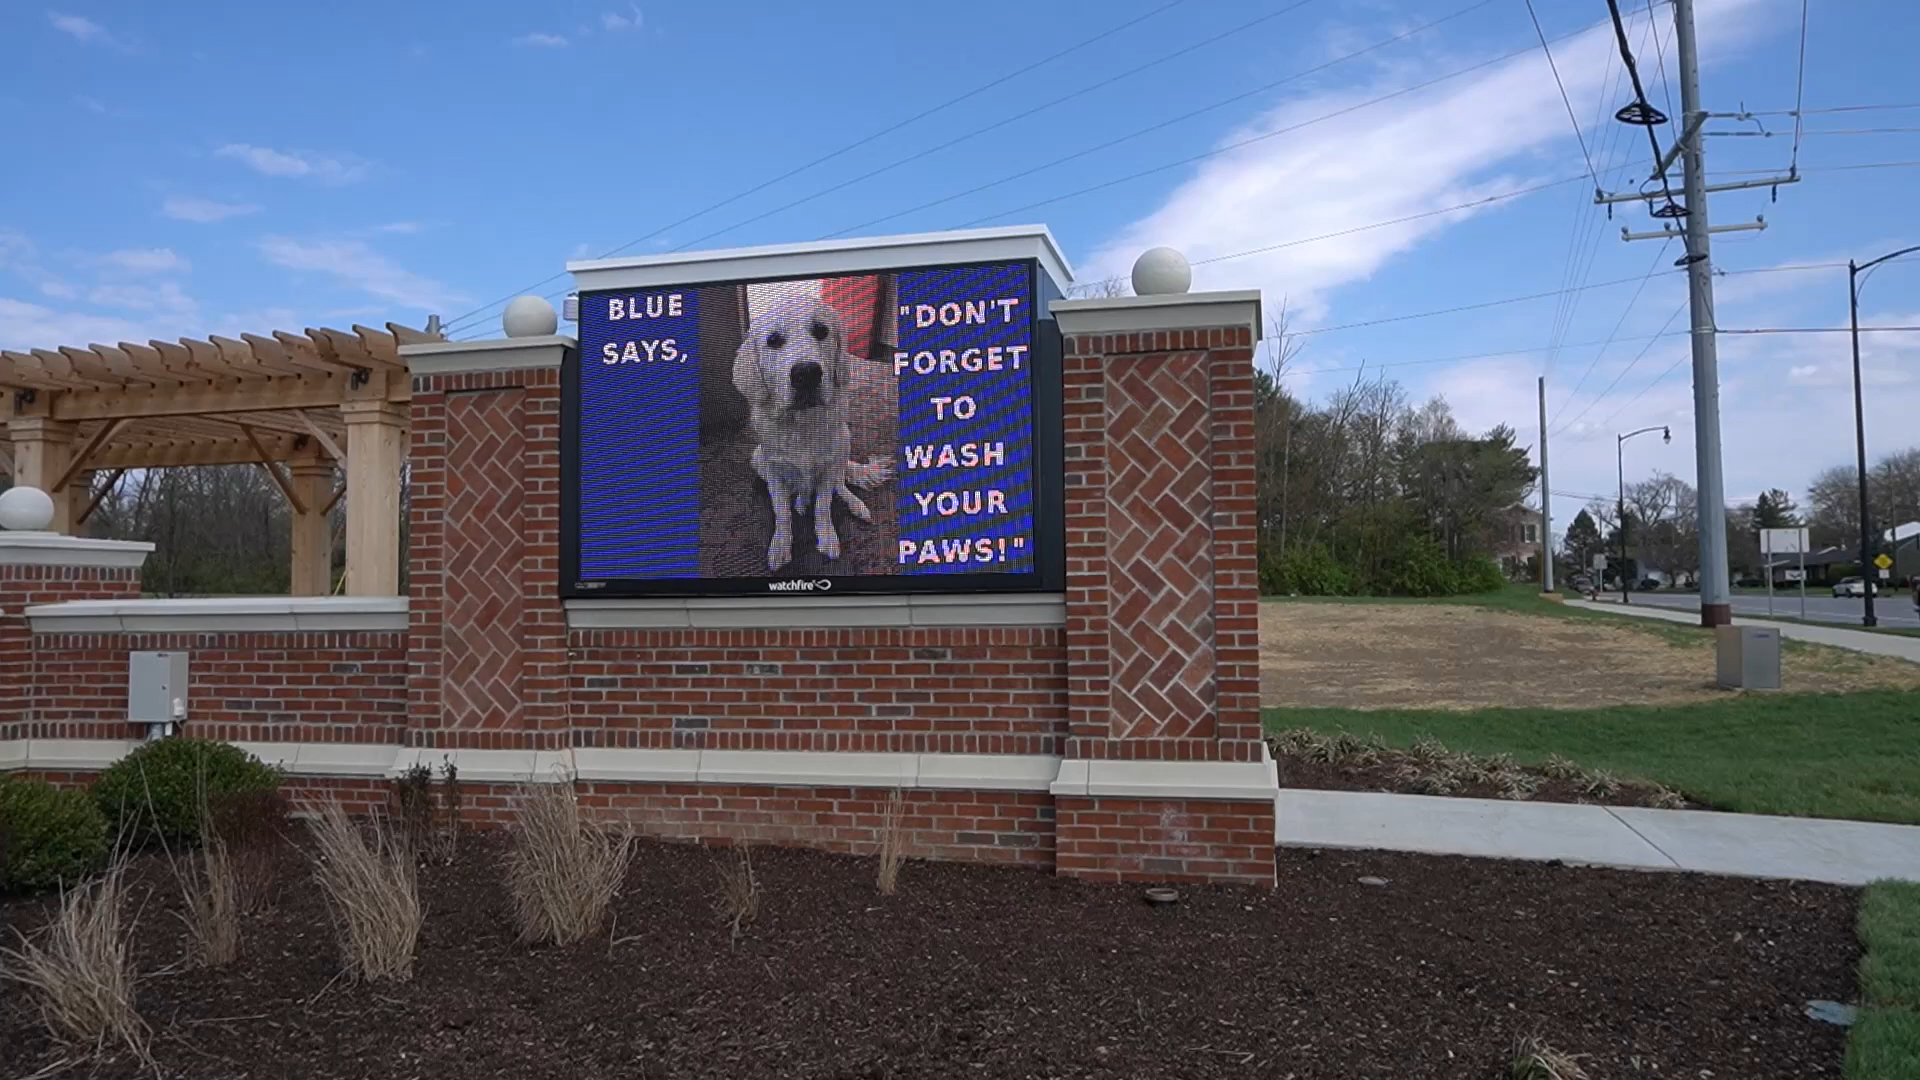 BLUE
SAYS,
"DON'T
FORGET
TO
WASH
YOUR
PAWS!"
watchfire